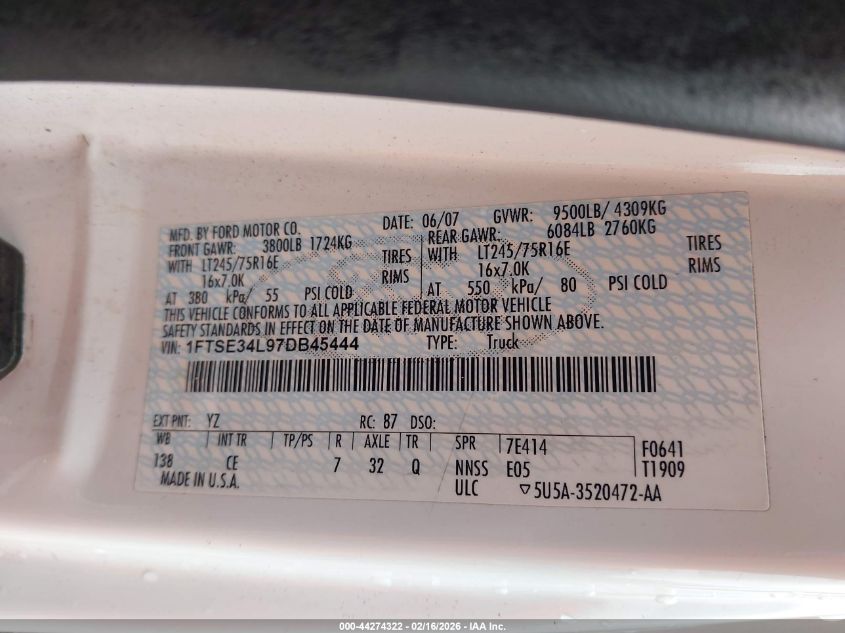 MFD. BY FORD MOTOR CO. DATE: 06/07 GVWR: 9500LB/ 4309KG
FRONT GAWR: 3800LB 1724KG REAR GAWR: 6084LB 2760KG
WITH LT245/75R16E TIRES WITH LT245/75R16E TIRES
16x7.0K RIMS 16x7.0K RIMS
AT 380 kPa/ 55 PSI COLD AT 550 kPa/ 80 PSI COLD
THIS VEHICLE CONFORMS TO ALL APPLICABLE FEDERAL MOTOR VEHICLE
SAFETY STANDARDS IN EFFECT ON THE DATE OF MANUFACTURE SHOWN ABOVE.
VIN: 1FTSE34L97DB45444 TYPE: Truck
EXT PNT: YZ RC: 87 DSO:
WB INT TR TP/PS R AXLE TR SPR 7E414 F0641
138 CE 7 32 Q NNSS E05 T1909
MADE IN U.S.A. ULC ▽5U5A-3520472-AA
000-44274322 - 02/16/2026 - IAA Inc.